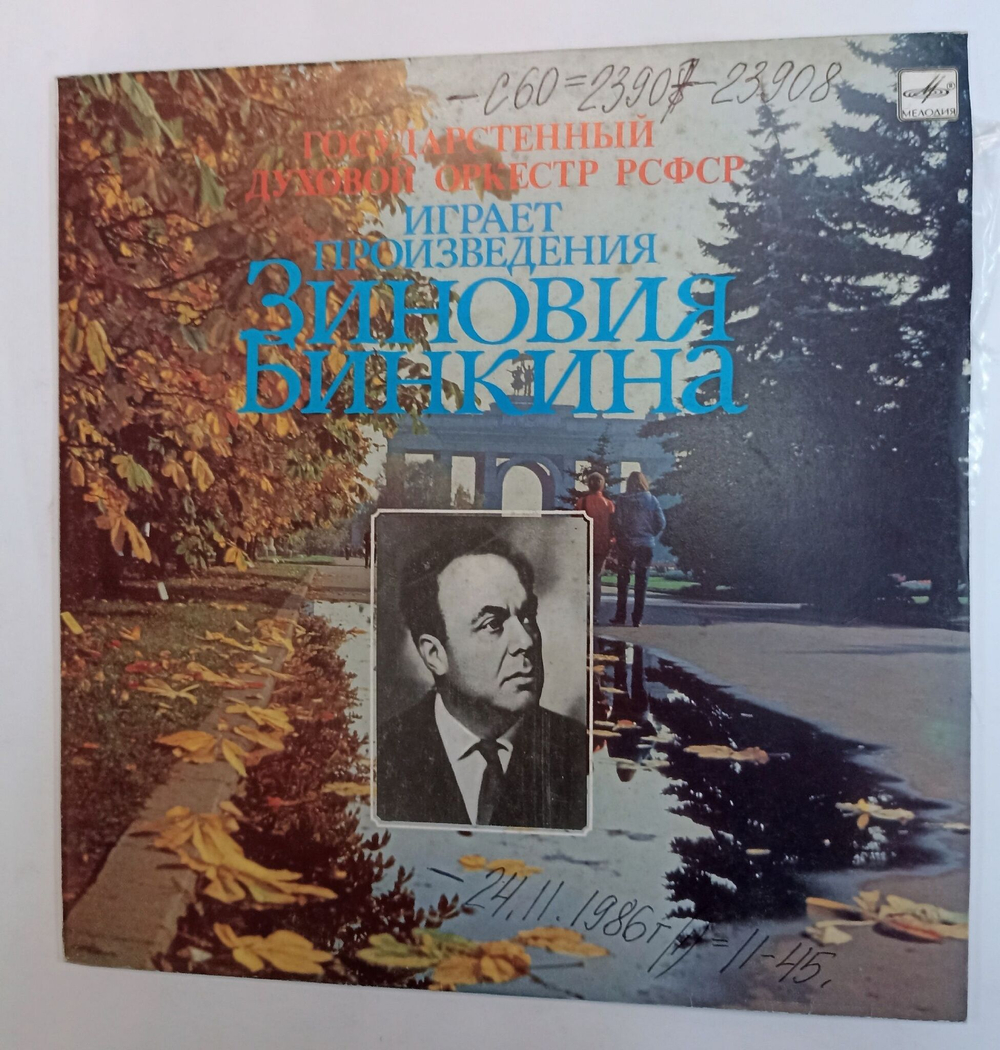 –С60=23907–23908
МЕЛОДИЯ
ГОСУДАРСТЕННЫЙ
ДУХОВОЙ ОРКЕСТР РСФСР
ИГРАЕТ
ПРОИЗВЕДЕНИЯ
ЗИНОВИЯ
БИНКИНА
–24.11.1986г =11–45.